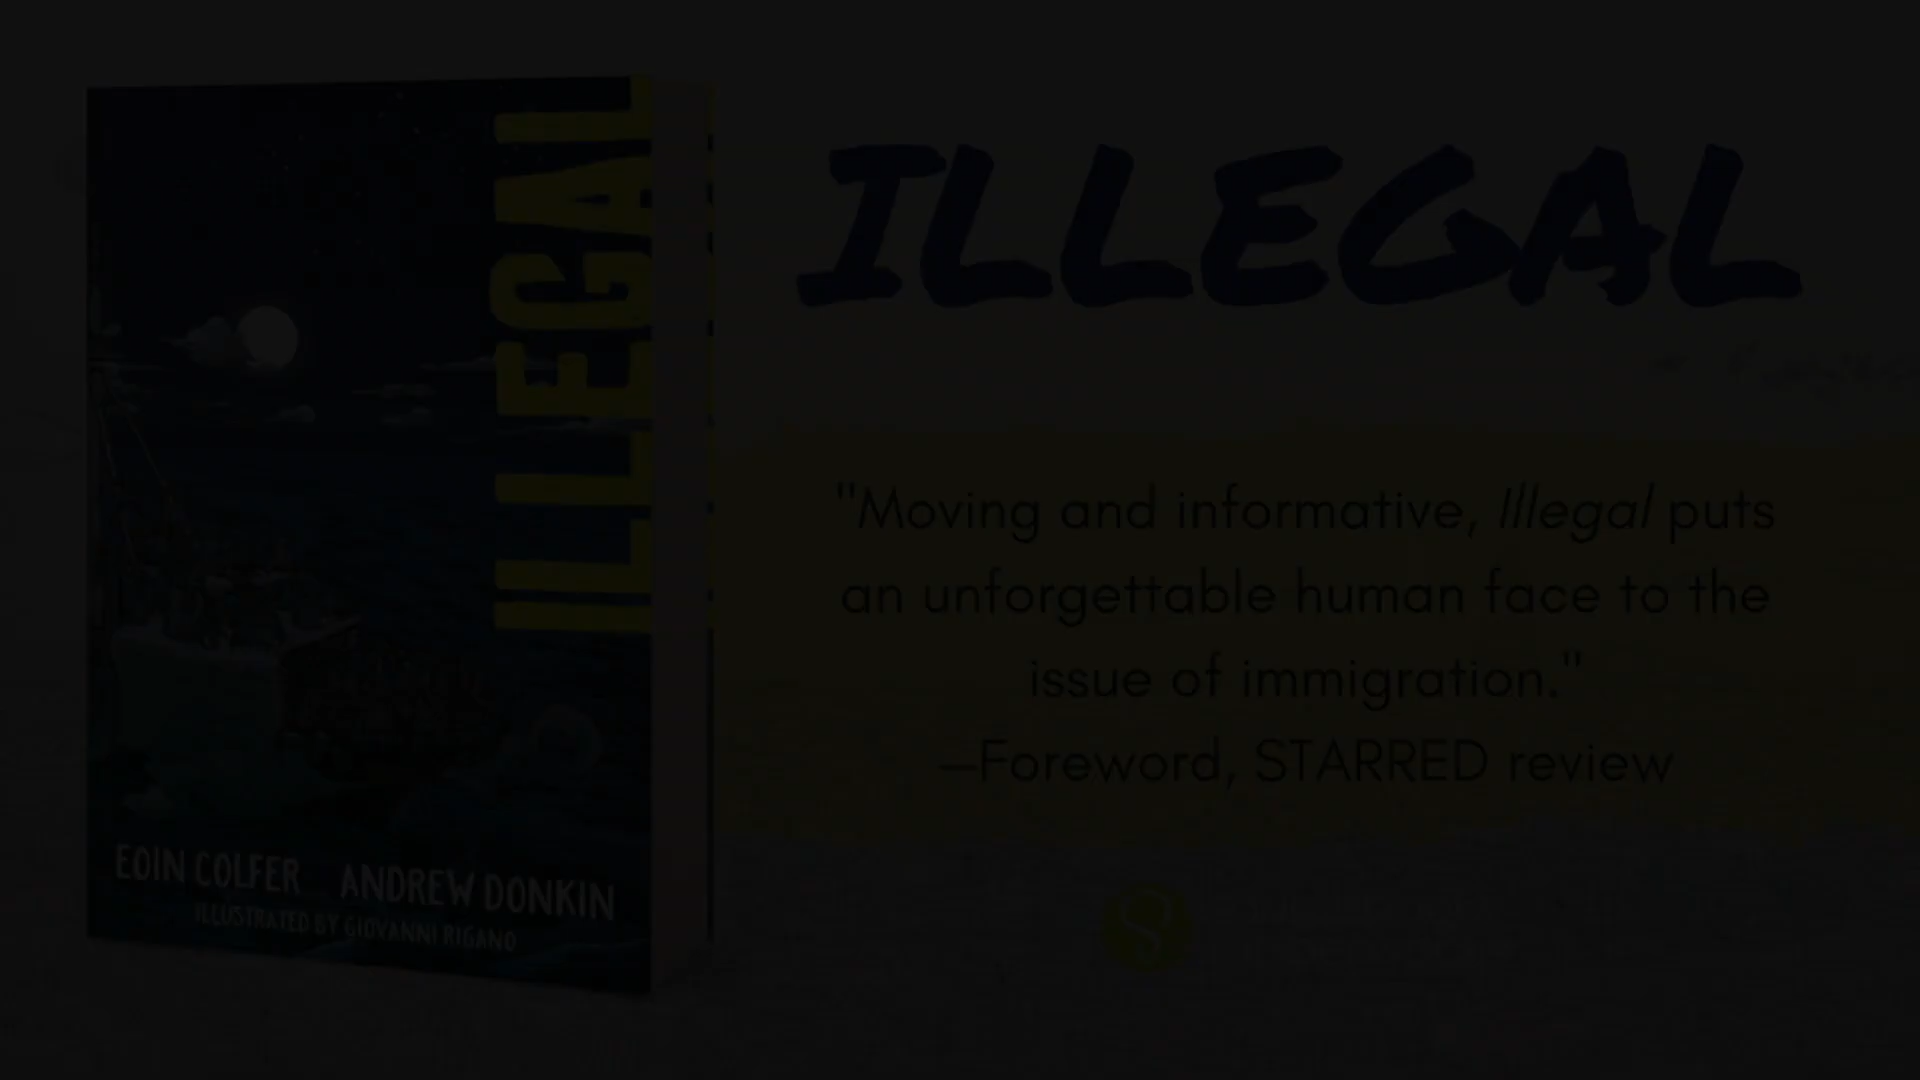 ILLEGAL
EOIN COLFER ANDREW DONKIN
ILLUSTRATED BY GIOVANNI RIGANO
ILLEGAL
"Moving and informative, Illegal puts
an unforgettable human face to the
issue of immigration."
—Foreword, STARRED review
S